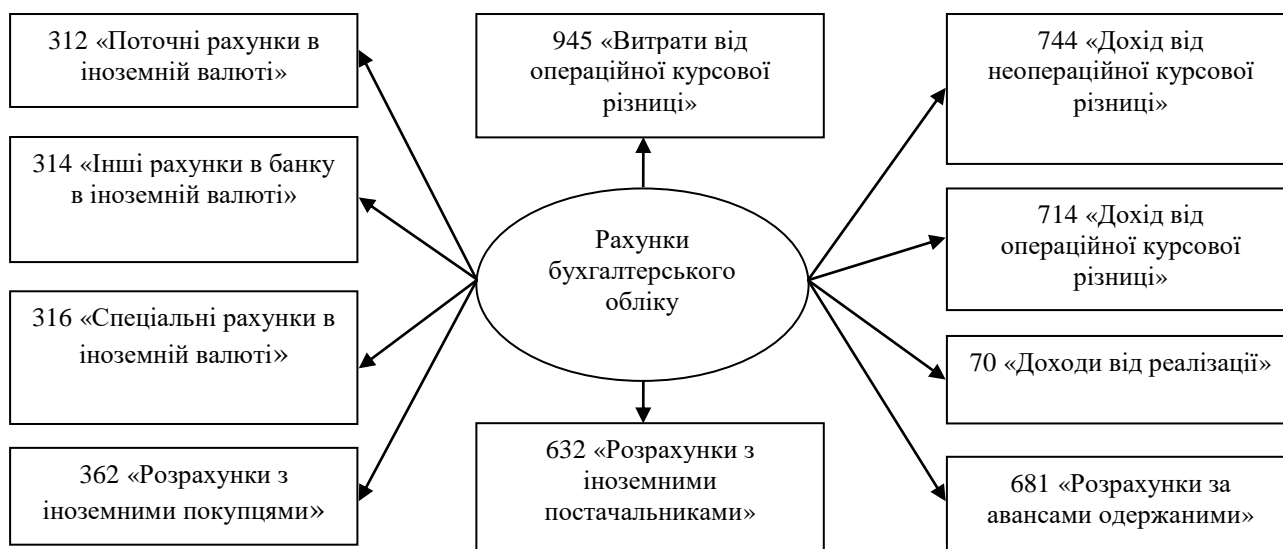 312 «Поточні рахунки в
іноземній валюті»
314 «Інші рахунки в банку
в іноземній валюті»
316 «Спеціальні рахунки в
іноземній валюті»
362 «Розрахунки з
іноземними покупцями»
945 «Витрати від
операційної курсової
різниці»
Рахунки
бухгалтерського
обліку
632 «Розрахунки з
іноземними
постачальниками»
744 «Дохід від
неопераційної курсової
різниці»
714 «Дохід від
операційної курсової
різниці»
70 «Доходи від реалізації»
681 «Розрахунки за
авансами одержаними»